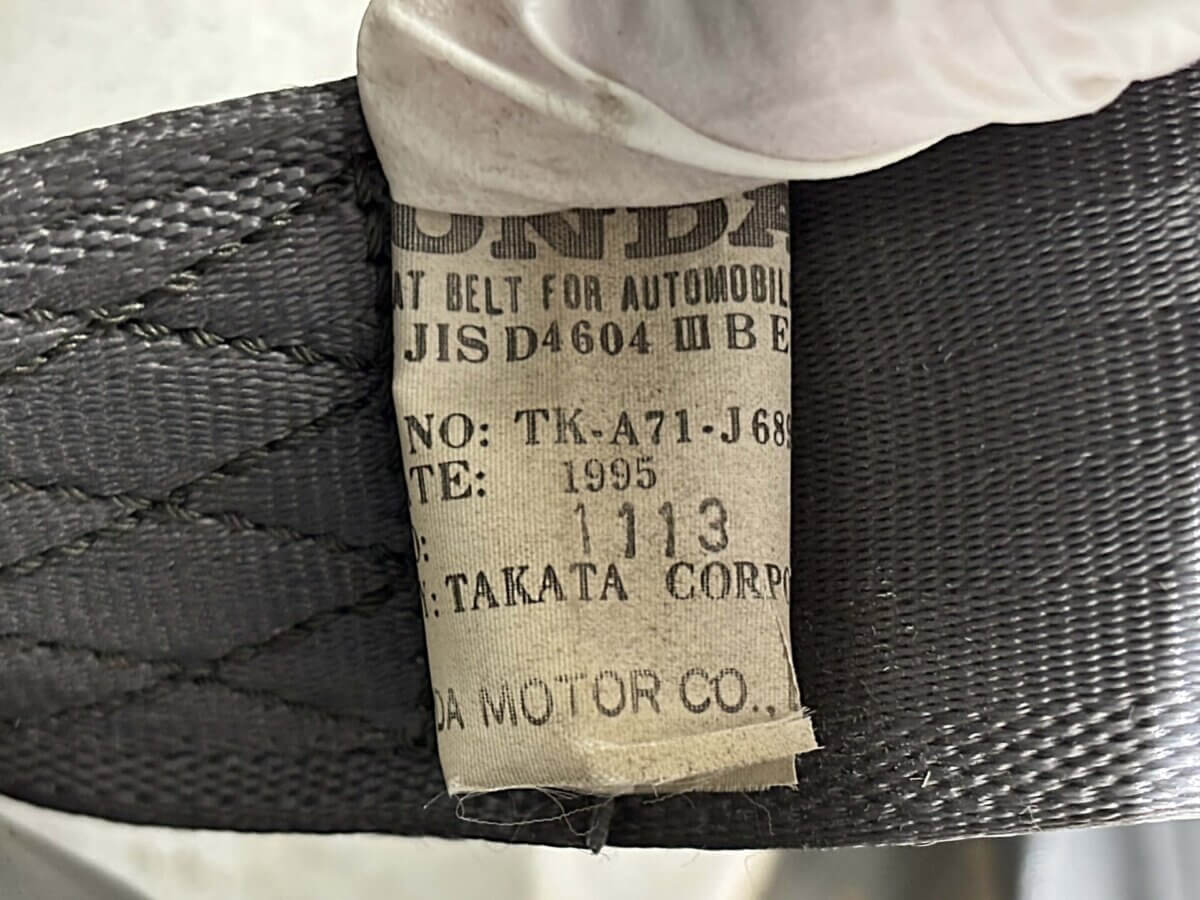 ONDA
AT BELT FOR AUTOMOBIL
JIS D4604 III B E
NO: TK-A71-J689
TE: 1995
: 1113
: TAKATA CORPO
DA MOTOR CO.,